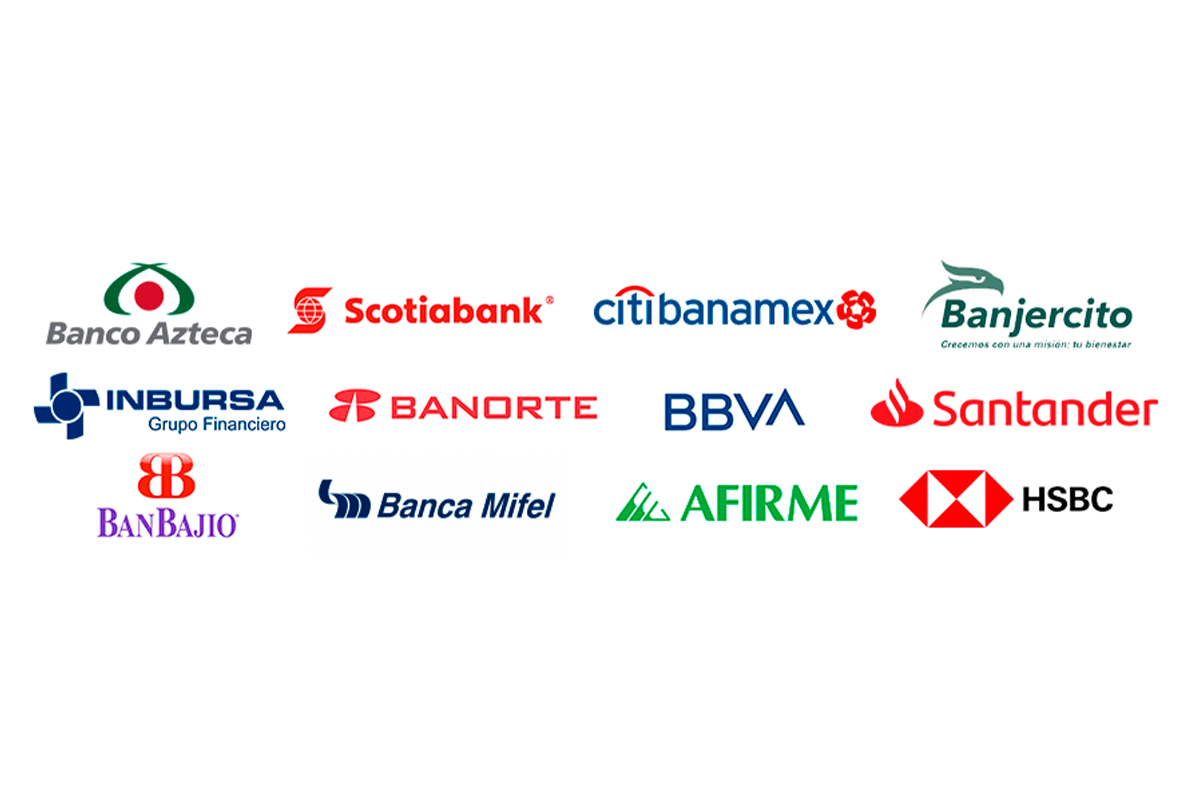 Banco Azteca
Scotiabank®
citibanamex
Banjercito
Crecemos con una misión: tu bienestar
INBURSA
Grupo Financiero
BANORTE
BBVA
Santander
BANBAJIO
Banca Mifel
AFIRME
HSBC